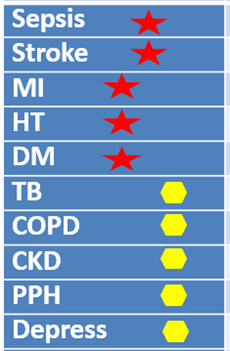 Sepsis
Stroke
MI
HT
DM
TB
COPD
CKD
PPH
Depress